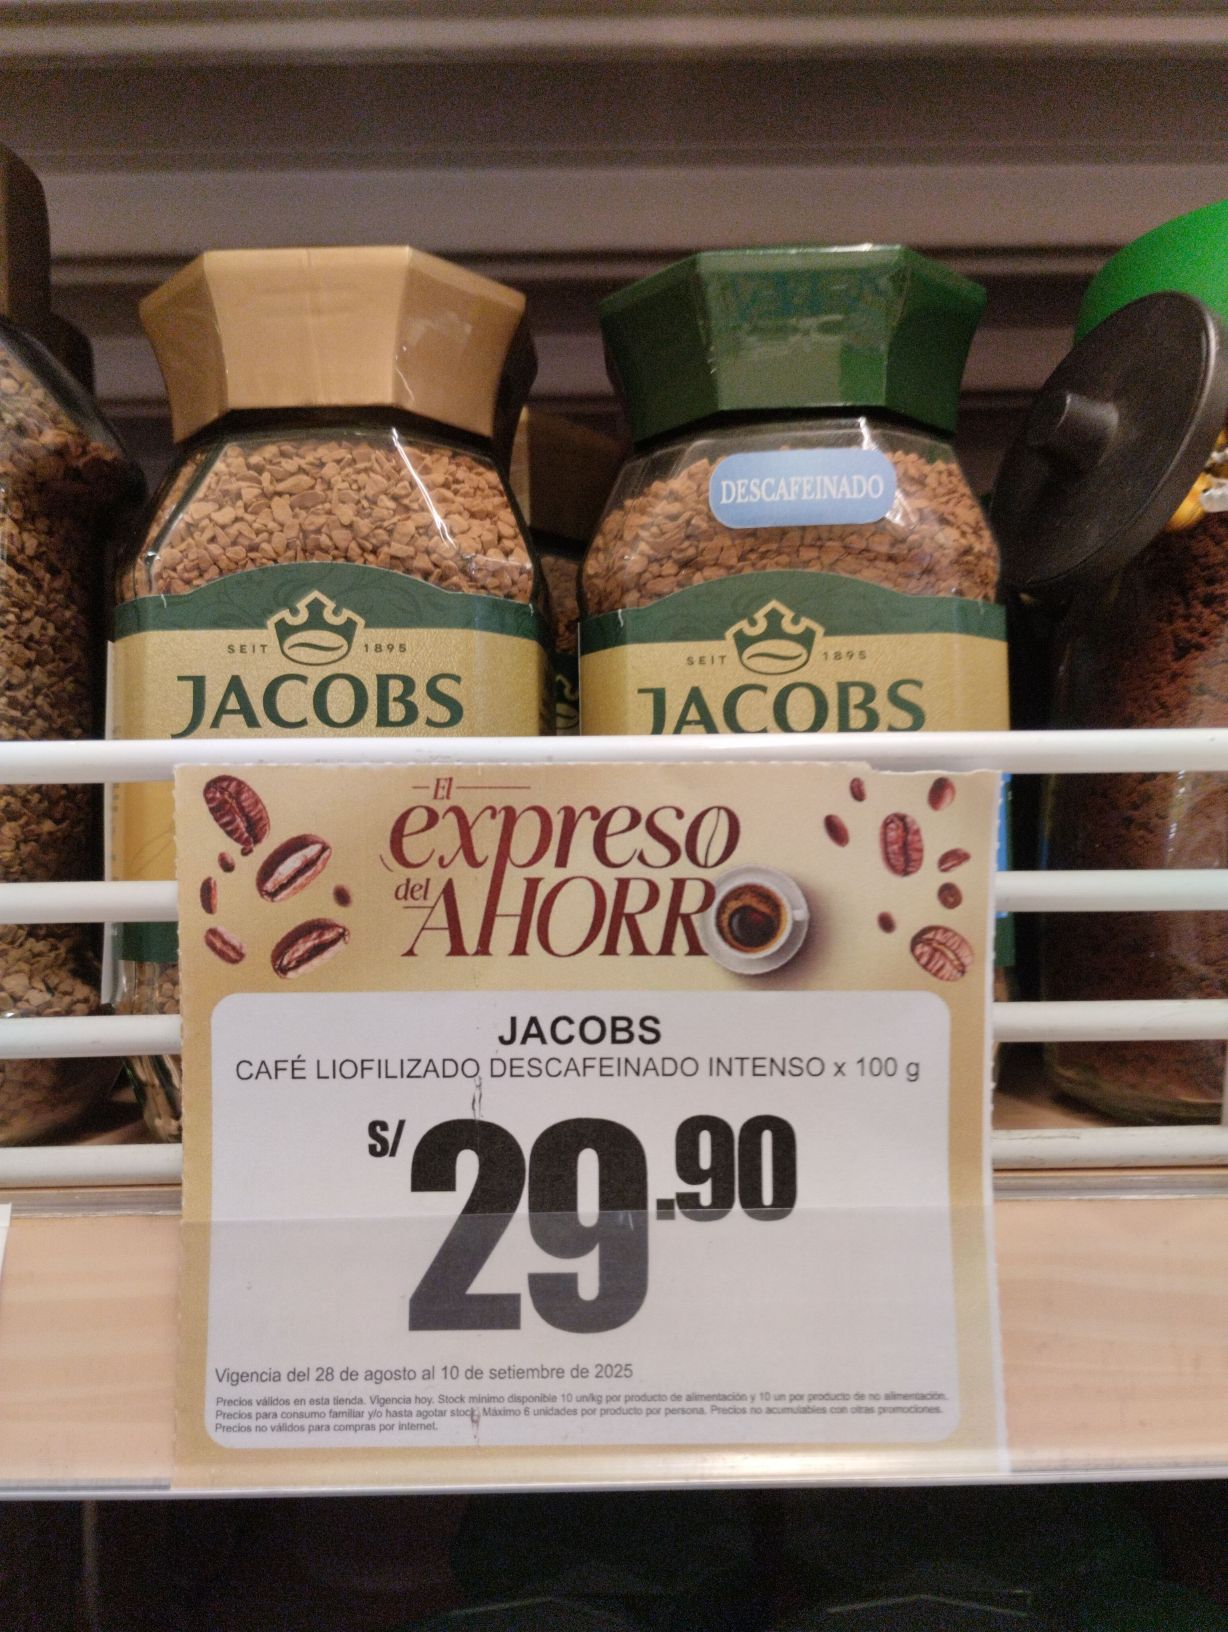 DESCAFEINADO
SEIT 1895
JACOBS
SEIT 1895
JACOBS
El
expreso
del
AHORR
JACOBS
CAFÉ LIOFILIZADO DESCAFEINADO INTENSO x 100 g
S/ 29.90
Vigencia del 28 de agosto al 10 de setiembre de 2025
Precios válidos en esta tienda. Vigencia hoy. Stock mínimo disponible 10 un/kg por producto de alimentación y 10 un por producto de no alimentación.
Precios para consumo familiar y/o hasta agotar stock. Máximo 6 unidades por producto por persona. Precios no acumulables con otras promociones.
Precios no válidos para compras por internet.